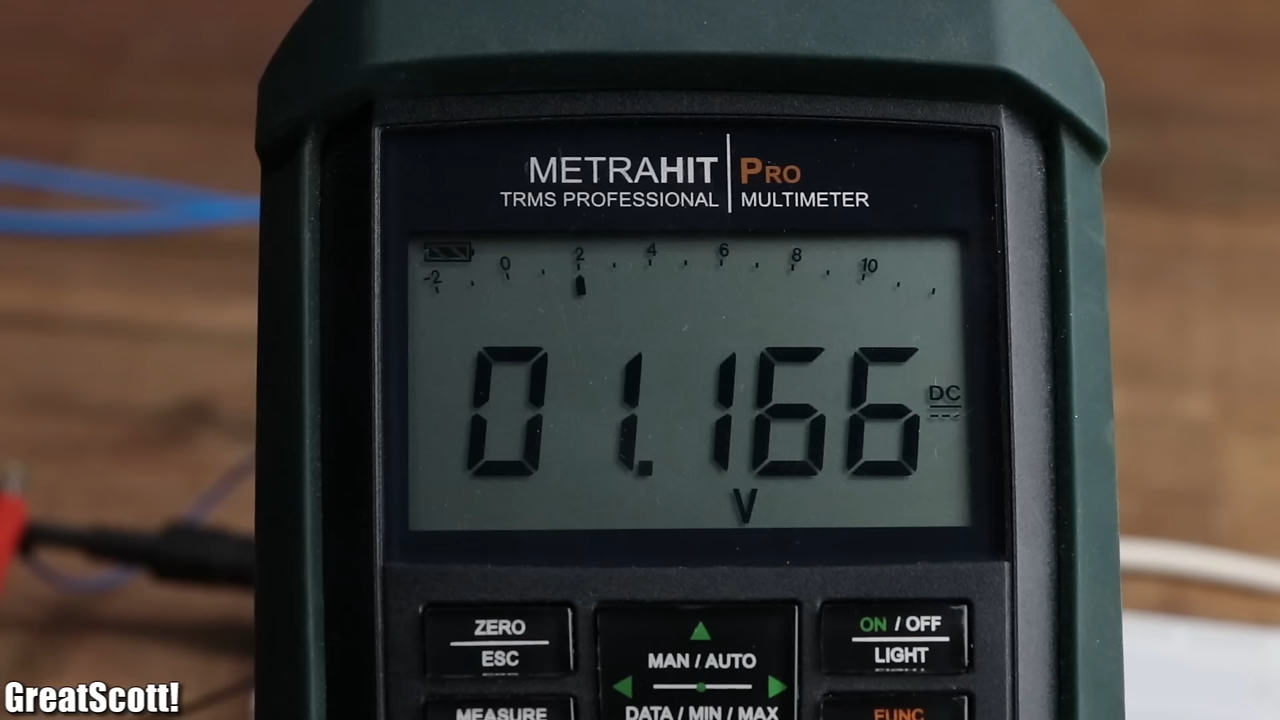 METRAHIT PRO
TRMS PROFESSIONAL MULTIMETER
-2 0 2 4 6 8 10
01.166 DC
V
ZERO
ESC
MAN / AUTO
ON / OFF
LIGHT
MEASURE
DATA / MIN / MAX
FUNC
GreatScott!